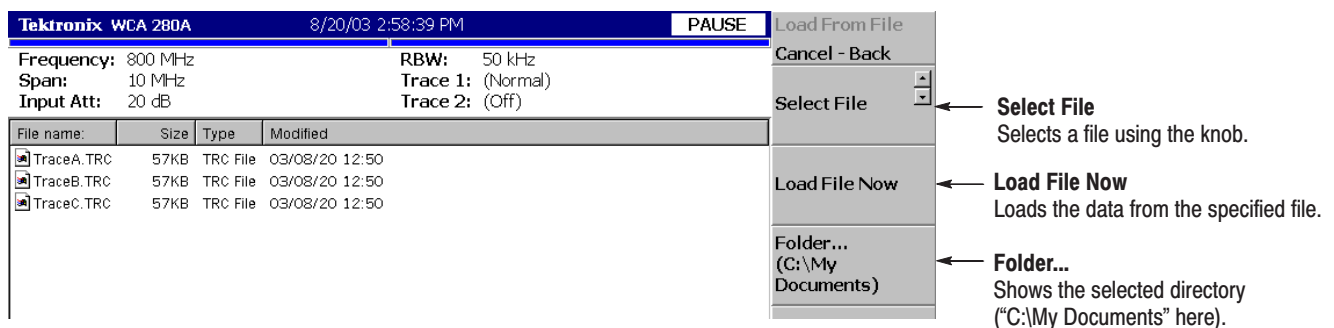 Tektronix WCA 280A 8/20/03 2:58:39 PM PAUSE
Frequency: 800 MHz RBW: 50 kHz
Span: 10 MHz Trace 1: (Normal)
Input Att: 20 dB Trace 2: (Off)
File name: Size Type Modified
TraceA.TRC 57KB TRC File 03/08/20 12:50
TraceB.TRC 57KB TRC File 03/08/20 12:50
TraceC.TRC 57KB TRC File 03/08/20 12:50
Load From File
Cancel - Back
Select File
Load File Now
Folder...
(C:\My
Documents)
Select File
Selects a file using the knob.
Load File Now
Loads the data from the specified file.
Folder...
Shows the selected directory
(“C:\My Documents” here).